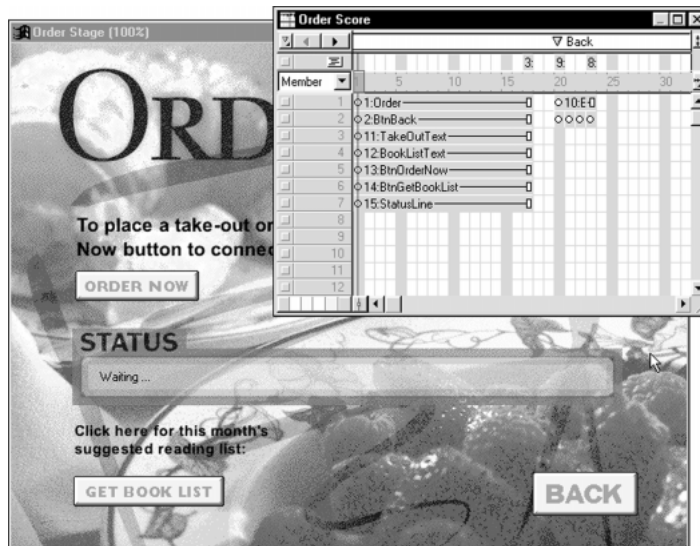 Order Stage (100%)
Order Score
Back
3: 9: 8:
Member
5 10 15 20 25 30
1 1:Order 10:B
2 2:BtnBack
3 11:TakeOutText
4 12:BookListText
5 13:BtnOrderNow
6 14:BtnGetBookList
7 15:StatusLine
8
9
10
11
12
ORD
To place a take-out or
Now button to connec
ORDER NOW
STATUS
Waiting ...
Click here for this month's
suggested reading list:
GET BOOK LIST
BACK